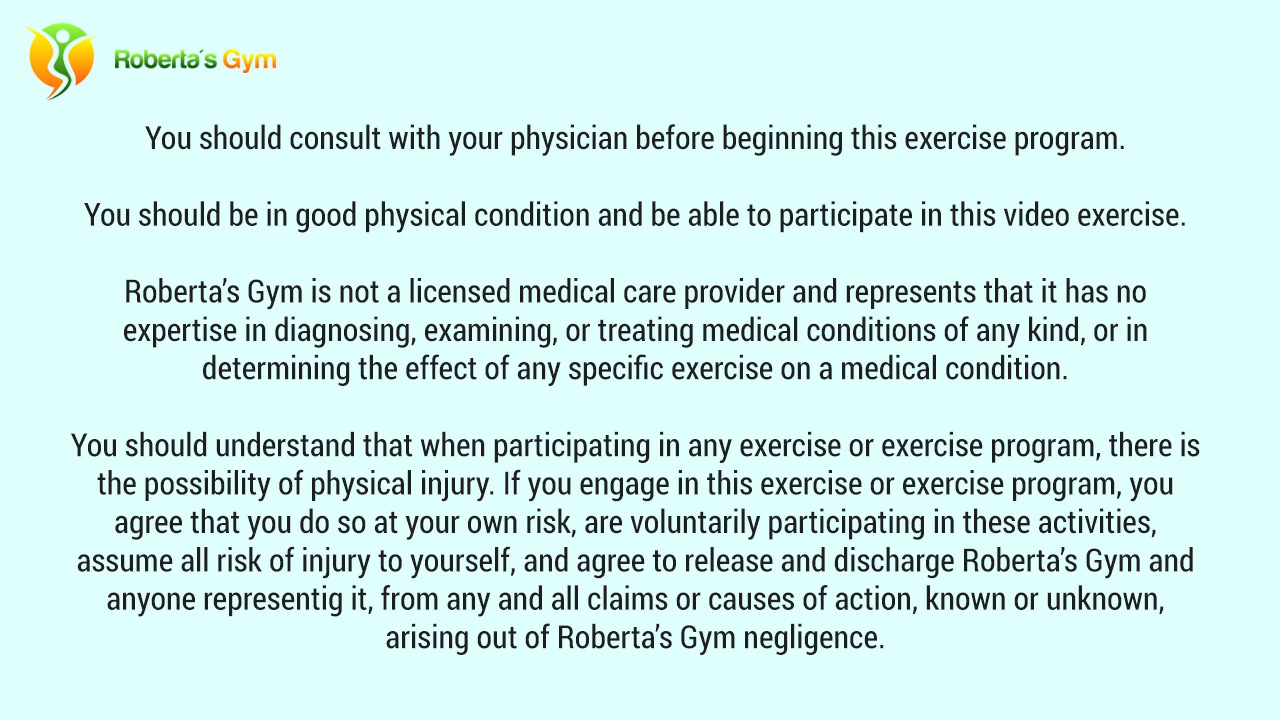 Roberta´s Gym
You should consult with your physician before beginning this exercise program.
You should be in good physical condition and be able to participate in this video exercise.
Roberta’s Gym is not a licensed medical care provider and represents that it has no
expertise in diagnosing, examining, or treating medical conditions of any kind, or in
determining the effect of any specific exercise on a medical condition.
You should understand that when participating in any exercise or exercise program, there is
the possibility of physical injury. If you engage in this exercise or exercise program, you
agree that you do so at your own risk, are voluntarily participating in these activities,
assume all risk of injury to yourself, and agree to release and discharge Roberta’s Gym and
anyone representig it, from any and all claims or causes of action, known or unknown,
arising out of Roberta’s Gym negligence.